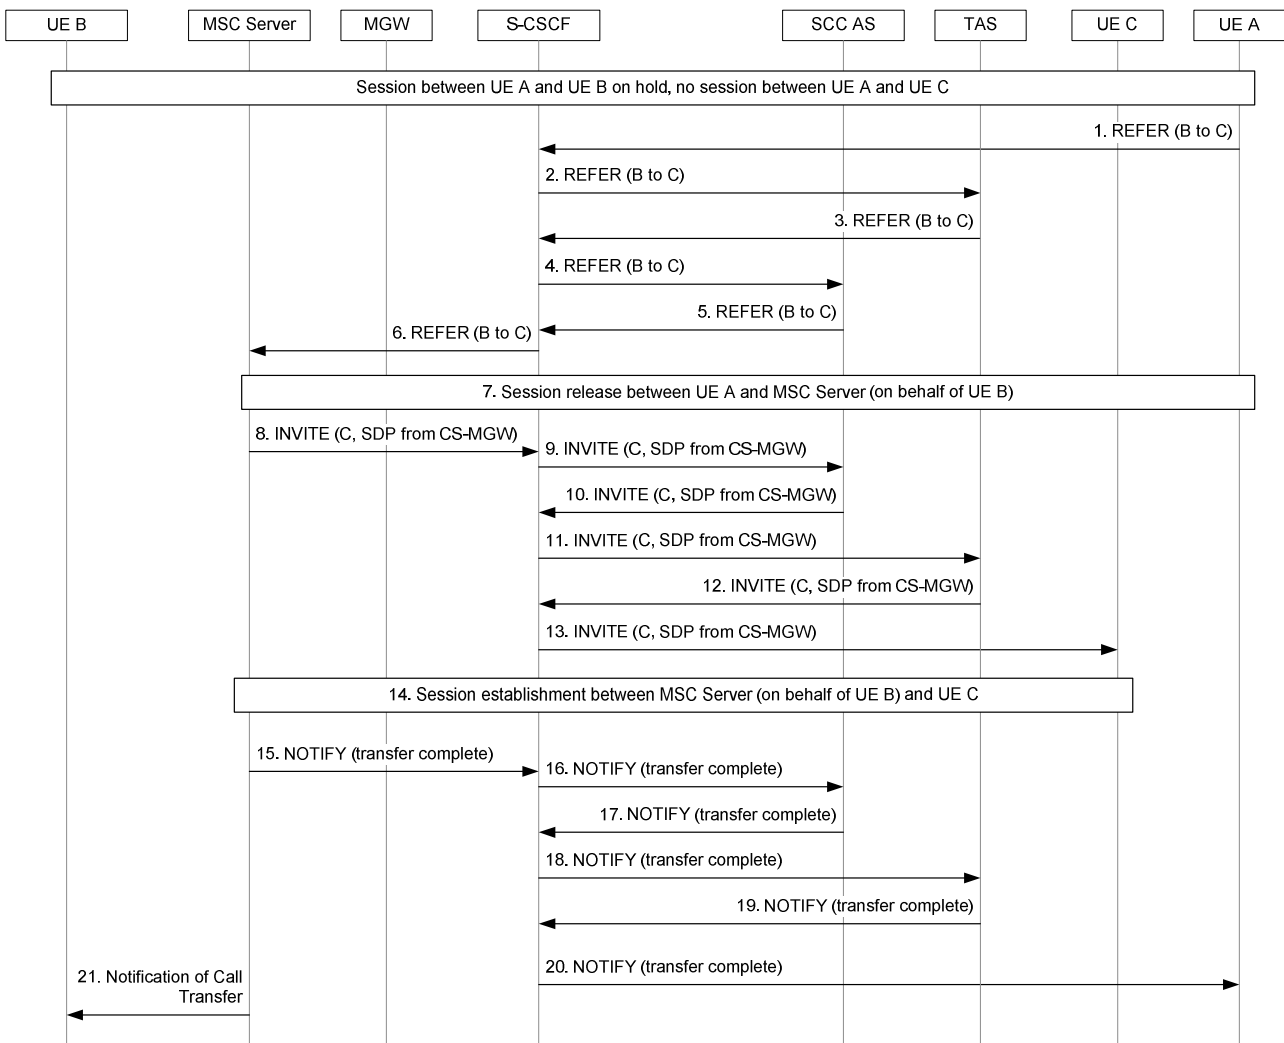 UE B
MSC Server
MGW
S-CSCF
SCC AS
TAS
UE C
UE A
Session between UE A and UE B on hold, no session between UE A and UE C
1. REFER (B to C)
2. REFER (B to C)
3. REFER (B to C)
4. REFER (B to C)
5. REFER (B to C)
6. REFER (B to C)
7. Session release between UE A and MSC Server (on behalf of UE B)
8. INVITE (C, SDP from CS-MGW)
9. INVITE (C, SDP from CS-MGW)
10. INVITE (C, SDP from CS-MGW)
11. INVITE (C, SDP from CS-MGW)
12. INVITE (C, SDP from CS-MGW)
13. INVITE (C, SDP from CS-MGW)
14. Session establishment between MSC Server (on behalf of UE B) and UE C
15. NOTIFY (transfer complete)
16. NOTIFY (transfer complete)
17. NOTIFY (transfer complete)
18. NOTIFY (transfer complete)
19. NOTIFY (transfer complete)
20. NOTIFY (transfer complete)
21. Notification of Call
Transfer